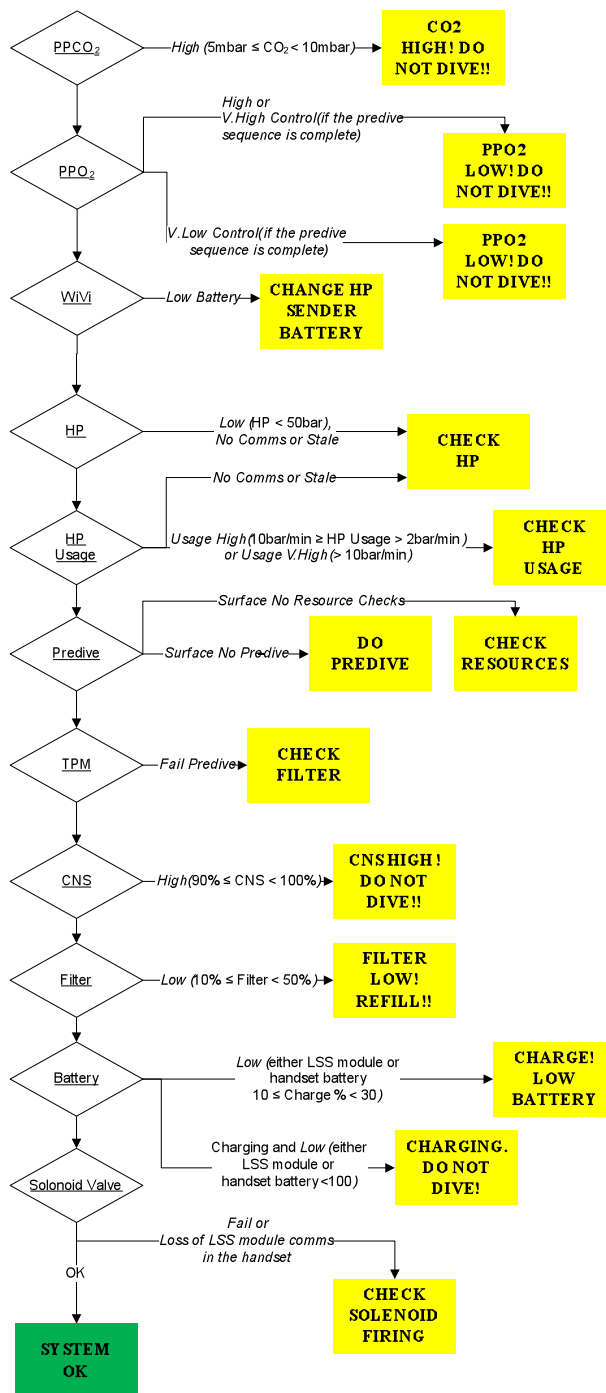 PPCO₂
High (5mbar ≤ CO₂ < 10mbar)
CO2
HIGH! DO
NOT DIVE!!
High or
V.High Control(if the predive
sequence is complete)
PPO₂
PPO2
LOW! DO
NOT DIVE!!
V.Low Control(if the predive
sequence is complete)
PPO2
LOW! DO
NOT DIVE!!
WiVi
Low Battery
CHANGE HP
SENDER
BATTERY
HP
Low (HP < 50bar),
No Comms or Stale
CHECK
HP
No Comms or Stale
HP
Usage
Usage High(10bar/min ≥ HP Usage > 2bar/min)
or Usage V.High(> 10bar/min)
CHECK
HP
USAGE
Surface No Resource Checks
Predive
Surface No Predive
DO
PREDIVE
CHECK
RESOURCES
TPM
Fail Predive
CHECK
FILTER
CNS
High(90% ≤ CNS < 100%)
CNS HIGH!
DO NOT
DIVE!!
Filter
Low (10% ≤ Filter < 50%)
FILTER
LOW!
REFILL!!
Battery
Low (either LSS module or
handset battery
10 ≤ Charge % < 30)
CHARGE!
LOW
BATTERY
Charging and Low (either
LSS module or
handset battery <100)
CHARGING.
DO NOT
DIVE!
Solonoid Valve
Fail or
Loss of LSS module comms
in the handset
OK
CHECK
SOLENOID
FIRING
SYSTEM
OK